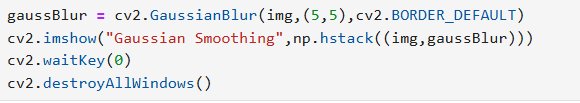 gaussBlur = cv2.GaussianBlur(img,(5,5),cv2.BORDER_DEFAULT)
cv2.imshow("Gaussian Smoothing",np.hstack((img,gaussBlur)))
cv2.waitKey(0)
cv2.destroyAllWindows()